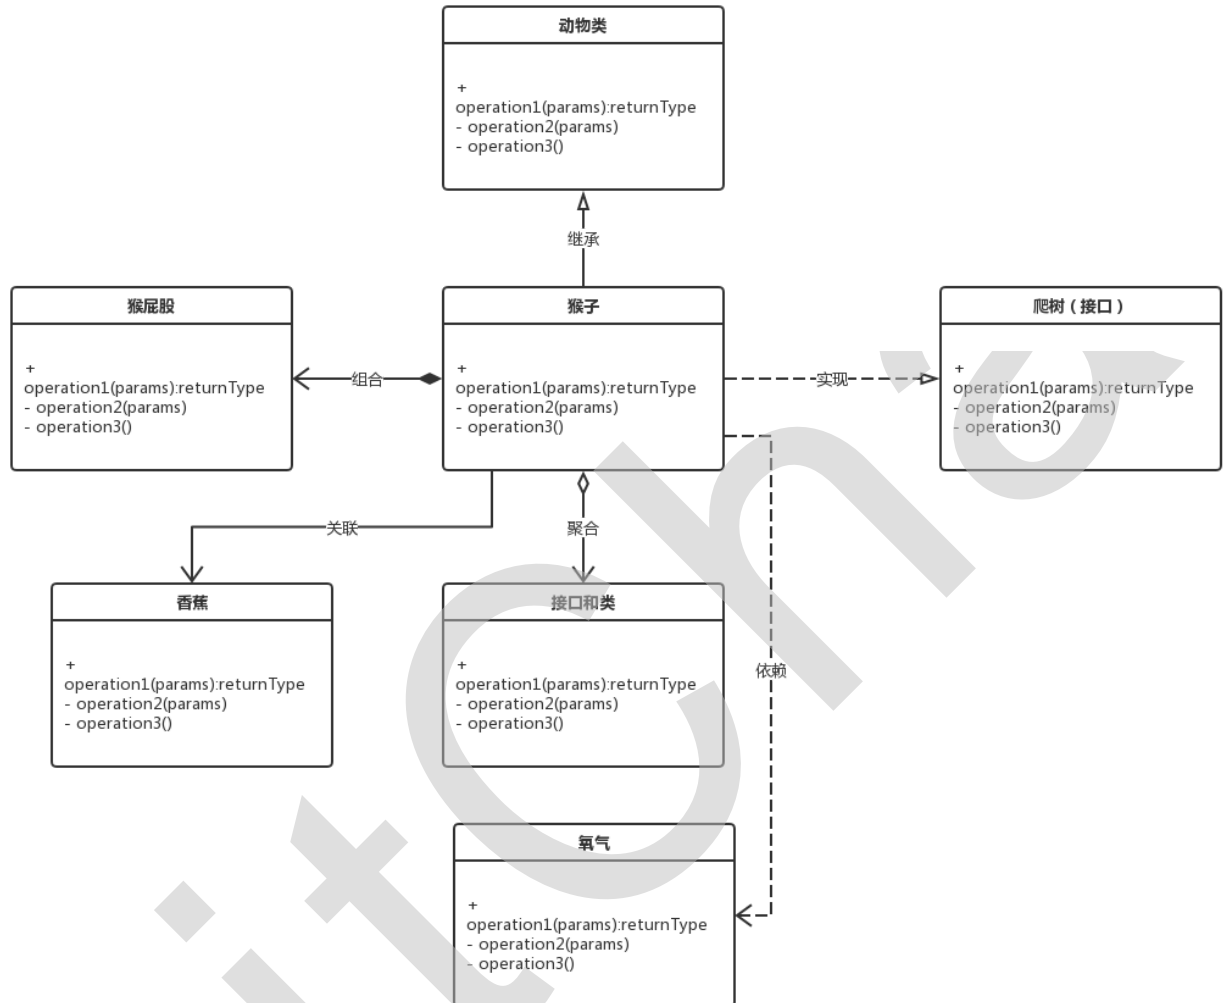 动物类
+
operation1(params):returnType
- operation2(params)
- operation3()
继承
猴屁股
+
operation1(params):returnType
- operation2(params)
- operation3()
组合
猴子
+
operation1(params):returnType
- operation2(params)
- operation3()
实现
爬树（接口）
+
operation1(params):returnType
- operation2(params)
- operation3()
关联
聚合
依赖
香蕉
+
operation1(params):returnType
- operation2(params)
- operation3()
接口和类
+
operation1(params):returnType
- operation2(params)
- operation3()
氧气
+
operation1(params):returnType
- operation2(params)
- operation3()
itCha